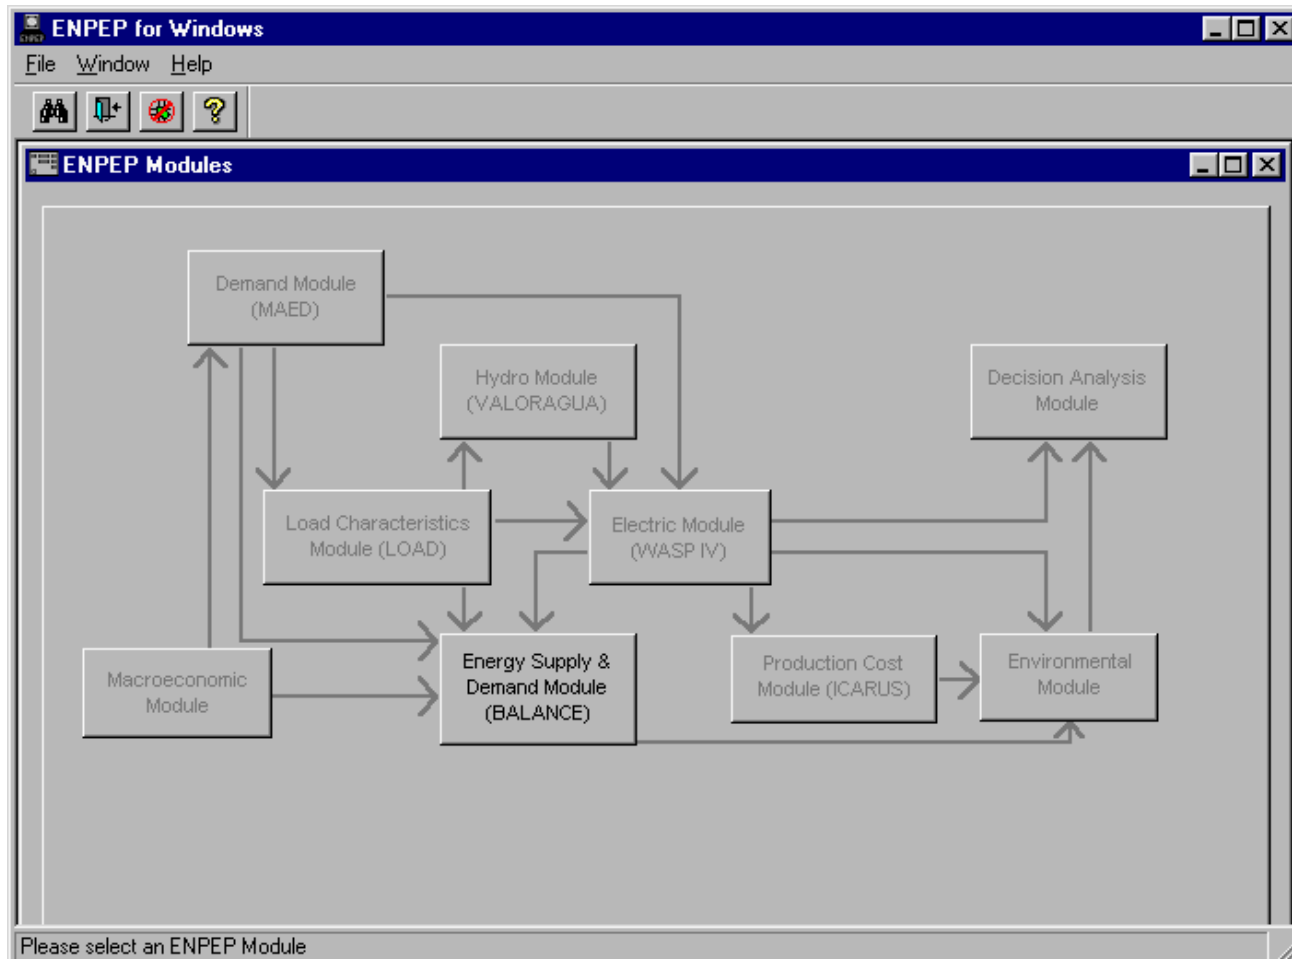 ENPEP for Windows
File Window Help
ENPEP Modules
Demand Module
(MAED)
Hydro Module
(VALORAGUA)
Decision Analysis
Module
Load Characteristics
Module (LOAD)
Electric Module
(WASP IV)
Macroeconomic
Module
Energy Supply &
Demand Module
(BALANCE)
Production Cost
Module (ICARUS)
Environmental
Module
Please select an ENPEP Module